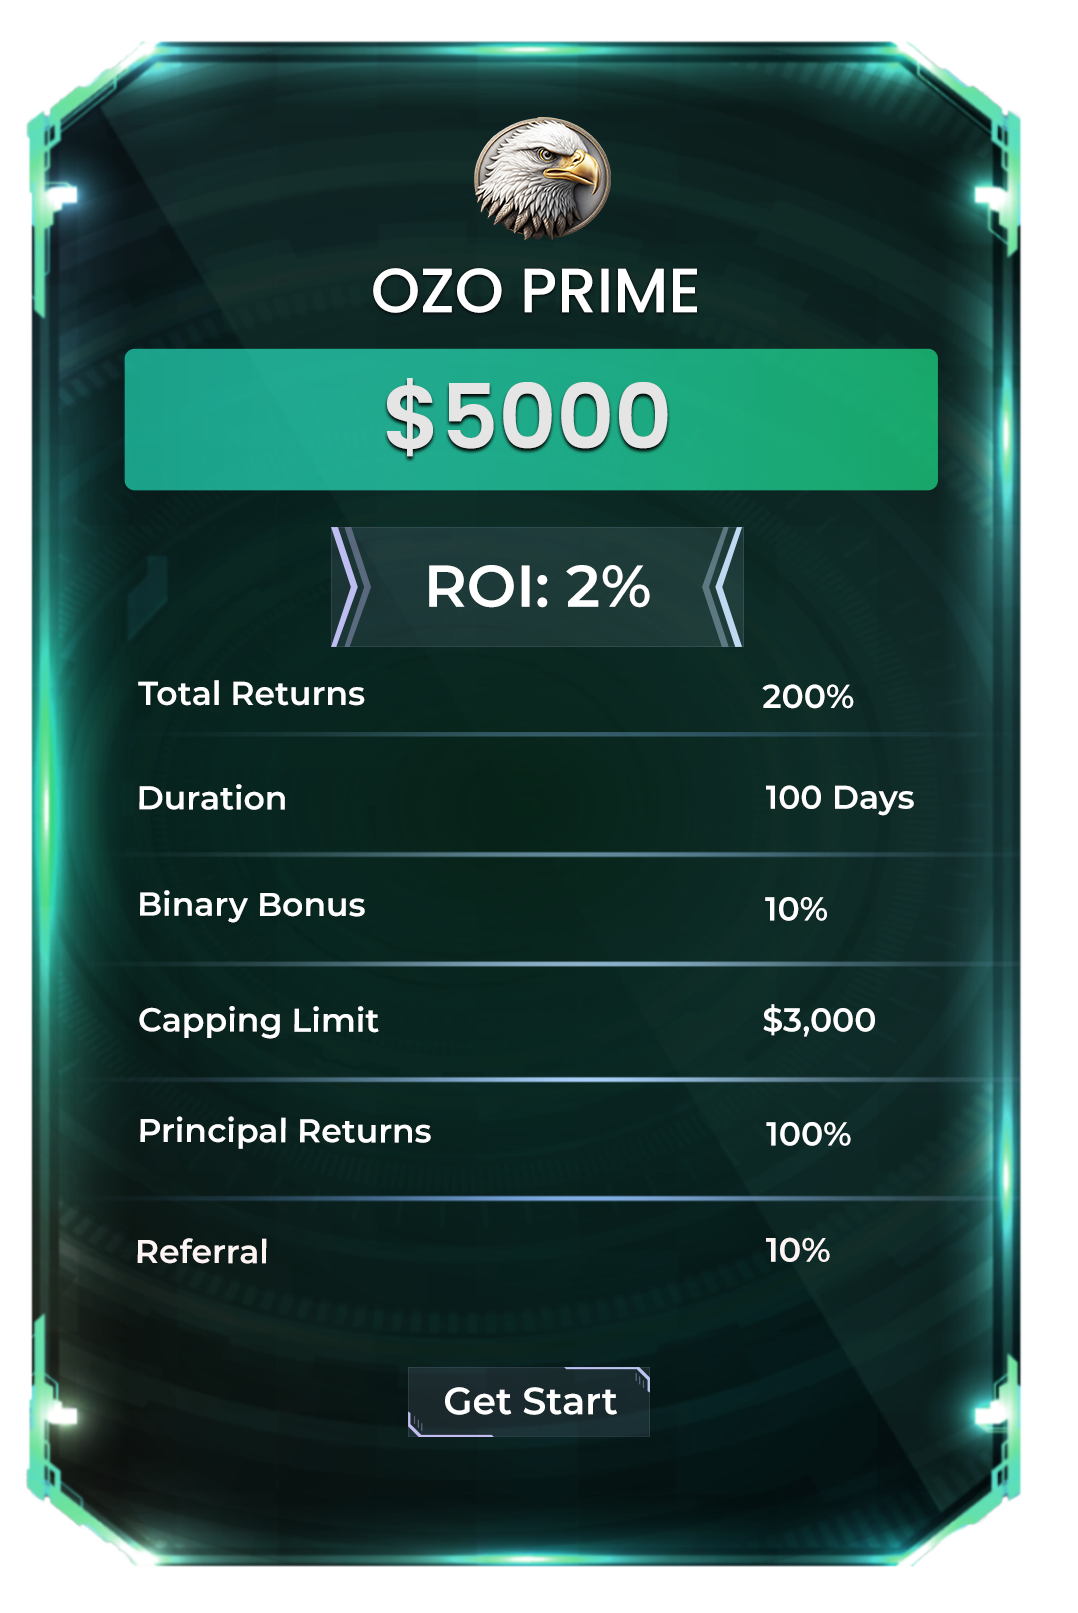 OZO PRIME
$5000
ROI: 2%
Total Returns 200%
Duration 100 Days
Binary Bonus 10%
Capping Limit $3,000
Principal Returns 100%
Referral 10%
Get Start